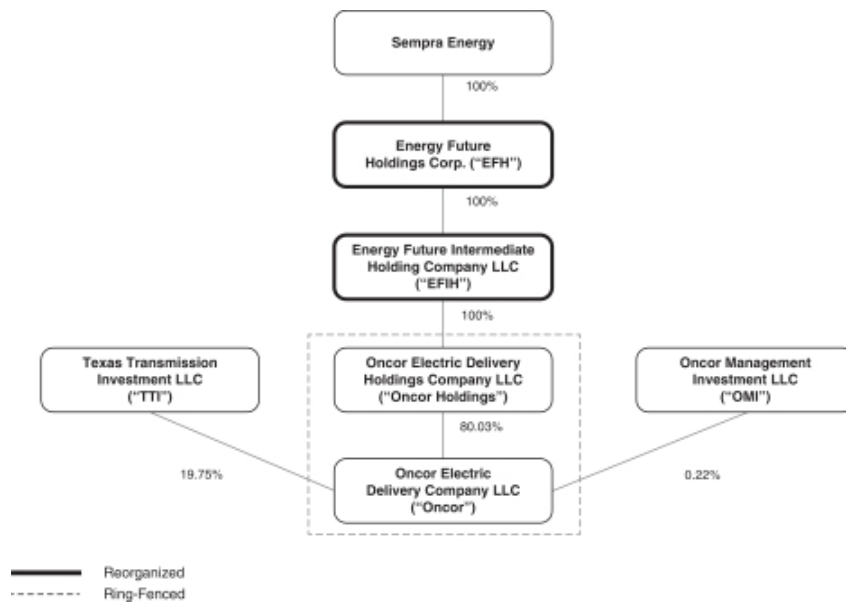 Sempra Energy
100%
Energy Future
Holdings Corp. (“EFH”)
100%
Energy Future Intermediate
Holding Company LLC
(“EFIH”)
100%
Texas Transmission
Investment LLC
(“TTI”)
Oncor Electric Delivery
Holdings Company LLC
(“Oncor Holdings”)
Oncor Management
Investment LLC
(“OMI”)
80.03%
19.75%
0.22%
Oncor Electric
Delivery Company LLC
(“Oncor”)
Reorganized
Ring-Fenced